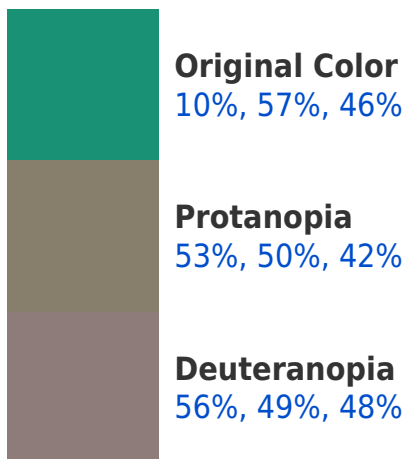 Original Color
10%, 57%, 46%
Protanopia
53%, 50%, 42%
Deuteranopia
56%, 49%, 48%